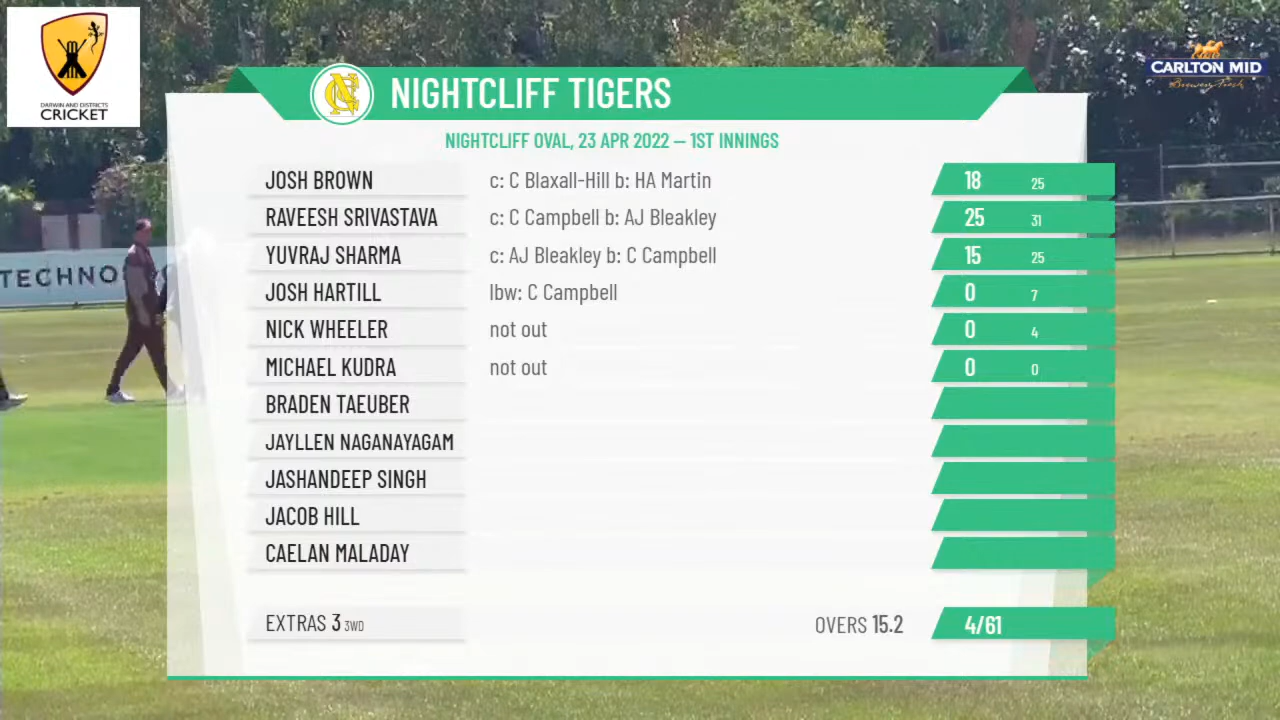 DARWIN AND DISTRICTS
CRICKET
CARLTON MID
NC
NIGHTCLIFF TIGERS
NIGHTCLIFF OVAL, 23 APR 2022 – 1ST INNINGS
JOSH BROWN c: C Blaxall-Hill b: HA Martin 18 25
RAVEESH SRIVASTAVA c: C Campbell b: AJ Bleakley 25 31
YUVRAJ SHARMA c: AJ Bleakley b: C Campbell 15 25
JOSH HARTILL lbw: C Campbell 0 7
NICK WHEELER not out 0 4
MICHAEL KUDRA not out 0 0
BRADEN TAEUBER
JAYLLEN NAGANAYAGAM
JASHANDEEP SINGH
JACOB HILL
CAELAN MALADAY
EXTRAS 3 3WD OVERS 15.2 4/61
TECHNO